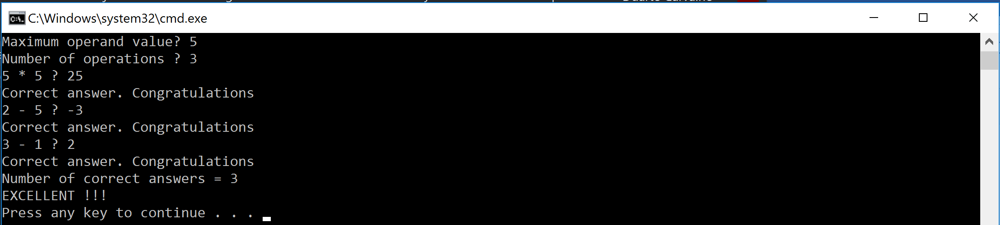 C:\Windows\system32\cmd.exe
Maximum operand value? 5
Number of operations ? 3
5 * 5 ? 25
Correct answer. Congratulations
2 - 5 ? -3
Correct answer. Congratulations
3 - 1 ? 2
Correct answer. Congratulations
Number of correct answers = 3
EXCELLENT !!!
Press any key to continue . . .